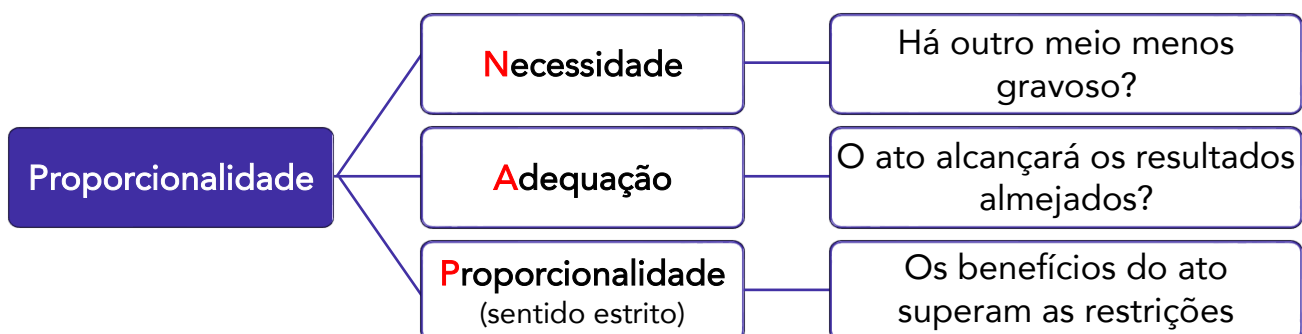 Proporcionalidade
Necessidade
Há outro meio menos
gravoso?
Adequação
O ato alcançará os resultados
almejados?
Proporcionalidade
(sentido estrito)
Os benefícios do ato
superam as restrições